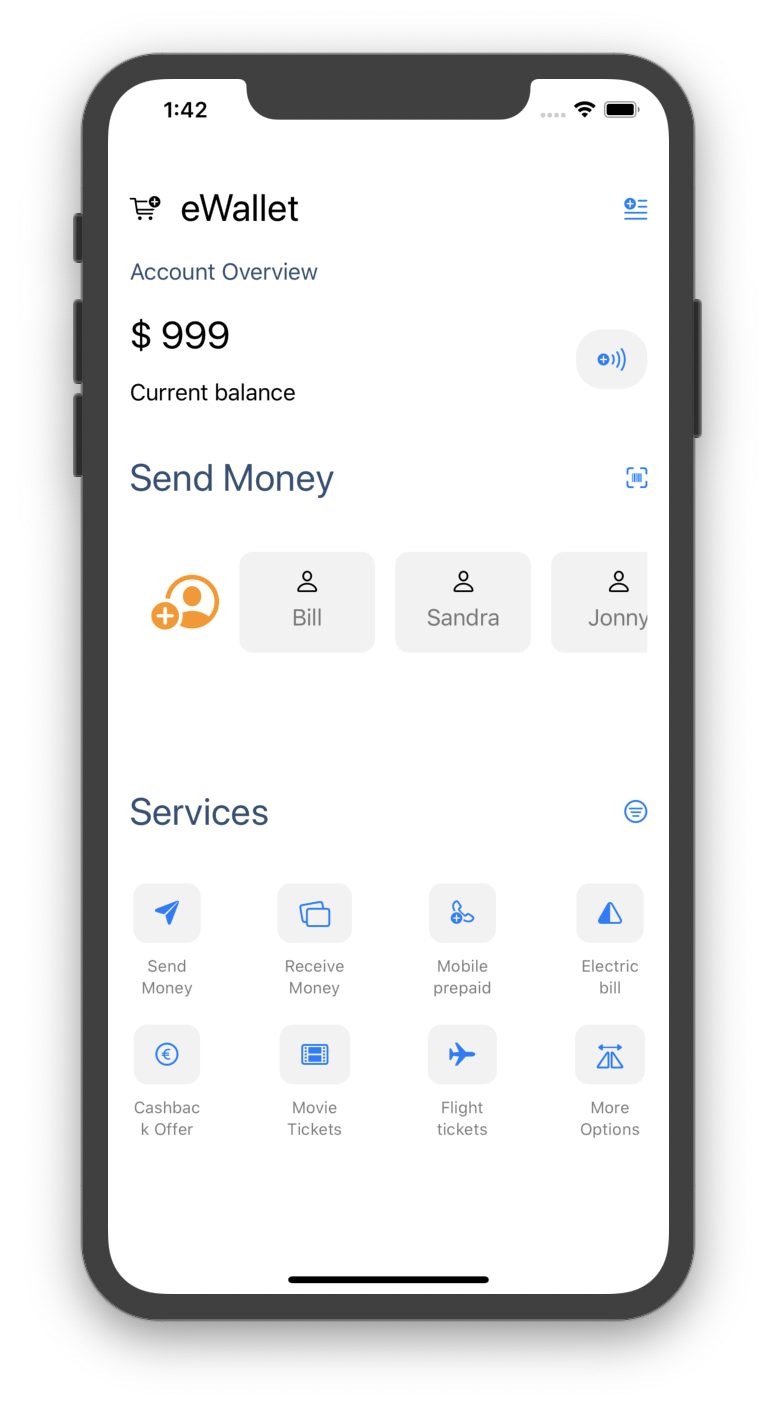 1:42
eWallet
Account Overview
$ 999
Current balance
Send Money
Bill
Sandra
Jonny
Services
Send
Money
Receive
Money
Mobile
prepaid
Electric
bill
Cashbac
k Offer
Movie
Tickets
Flight
tickets
More
Options